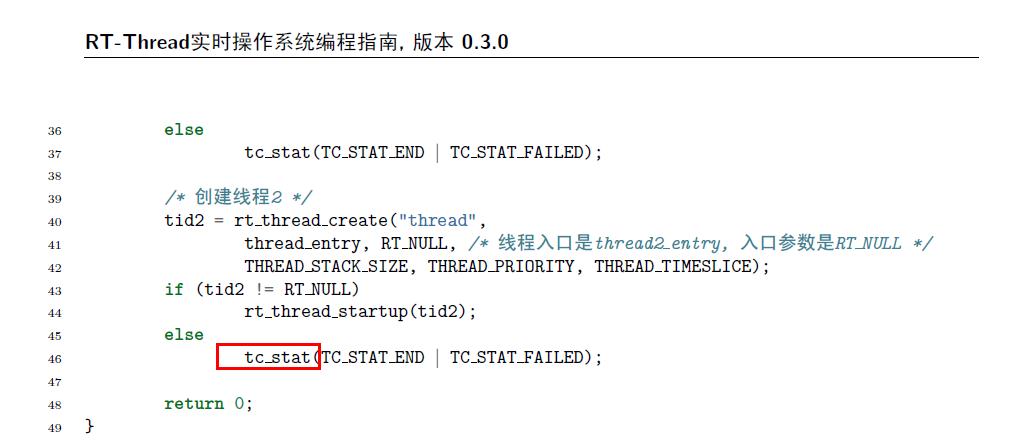 RT-Thread实时操作系统编程指南, 版本 0.3.0
36 else
37 tc_stat(TC_STAT_END | TC_STAT_FAILED);
38
39 /* 创建线程2 */
40 tid2 = rt_thread_create("thread",
41 thread_entry, RT_NULL, /* 线程入口是thread2_entry, 入口参数是RT_NULL */
42 THREAD_STACK_SIZE, THREAD_PRIORITY, THREAD_TIMESLICE);
43 if (tid2 != RT_NULL)
44 rt_thread_startup(tid2);
45 else
46 tc_stat(TC_STAT_END | TC_STAT_FAILED);
47
48 return 0;
49 }